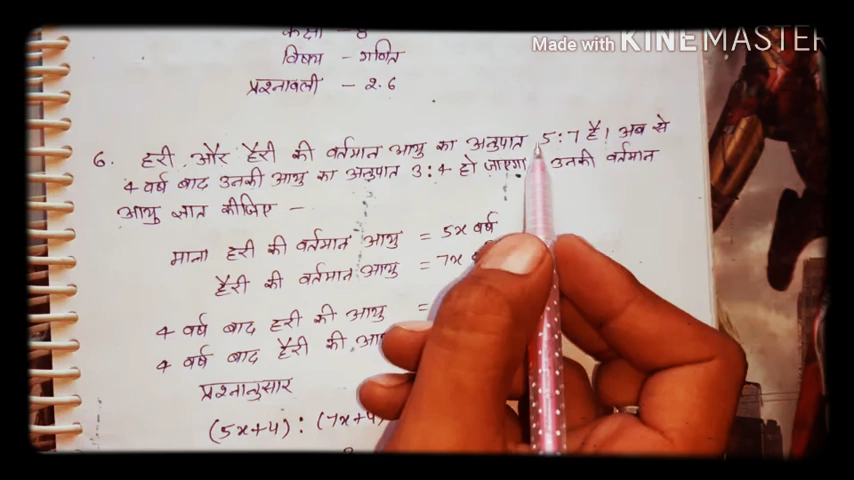 Made with KINEMASTER
कक्षा - 8
विषय - गणित
प्रश्नावली - 2.6
6. हरी और हैरी की वर्तमान आयु का अनुपात 5:7 है। अब से
4 वर्ष बाद उनकी आयु का अनुपात 3:4 हो जाएगा उनकी वर्तमान
आयु ज्ञात कीजिए -
माना हरी की वर्तमान आयु = 5x वर्ष
हैरी की वर्तमान आयु = 7x
4 वर्ष बाद हरी की आयु =
4 वर्ष बाद हैरी की
प्रश्नानुसार
(5x+4) : (7x+4)